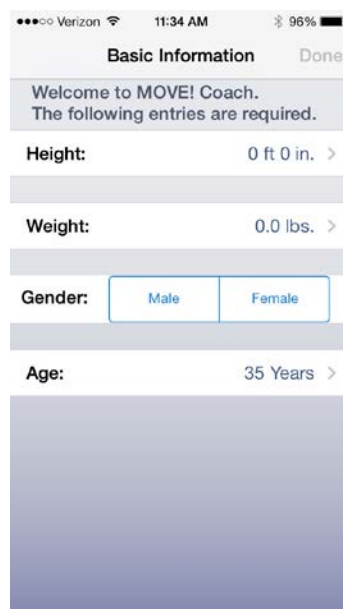 Verizon 11:34 AM 96%
Basic Information Done
Welcome to MOVE! Coach.
The following entries are required.
Height: 0 ft 0 in. >
Weight: 0.0 lbs. >
Gender: Male Female
Age: 35 Years >